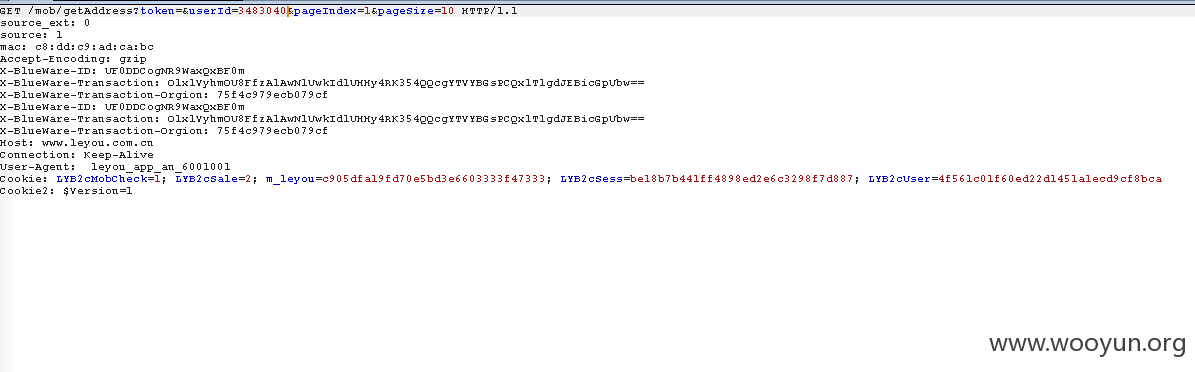 GET /mob/getAddress?token=&userId=3483040&pageIndex=1&pageSize=10 HTTP/1.1
source_ext: 0
source: 1
mac: c8:dd:c9:ad:ca:bc
Accept-Encoding: gzip
X-BlueWare-ID: UF0DDCogNR9WaxQxBF0m
X-BlueWare-Transaction: OlxlVyhmOU8FfzAlAwNlUwkIdlUHHy4RK354QQcgYTVYBGsPCQxlTlgdJEBicGpUbw==
X-BlueWare-Transaction-Orgion: 75f4c979ecb079cf
X-BlueWare-ID: UF0DDCogNR9WaxQxBF0m
X-BlueWare-Transaction: OlxlVyhmOU8FfzAlAwNlUwkIdlUHHy4RK354QQcgYTVYBGsPCQxlTlgdJEBicGpUbw==
X-BlueWare-Transaction-Orgion: 75f4c979ecb079cf
Host: www.leyou.com.cn
Connection: Keep-Alive
User-Agent:  leyou_app_an_6001001
Cookie: LYB2cMobCheck=1; LYB2cSale=2; m_leyou=c905dfa19fd70e5bd3e6603333f47333; LYB2cSess=be18b7b441ff4898ed2e6c3298f7d887; LYB2cUser=4f561c01f60ed22d1451a1ecd9cf8bca
Cookie2: $Version=1
www.wooyun.org